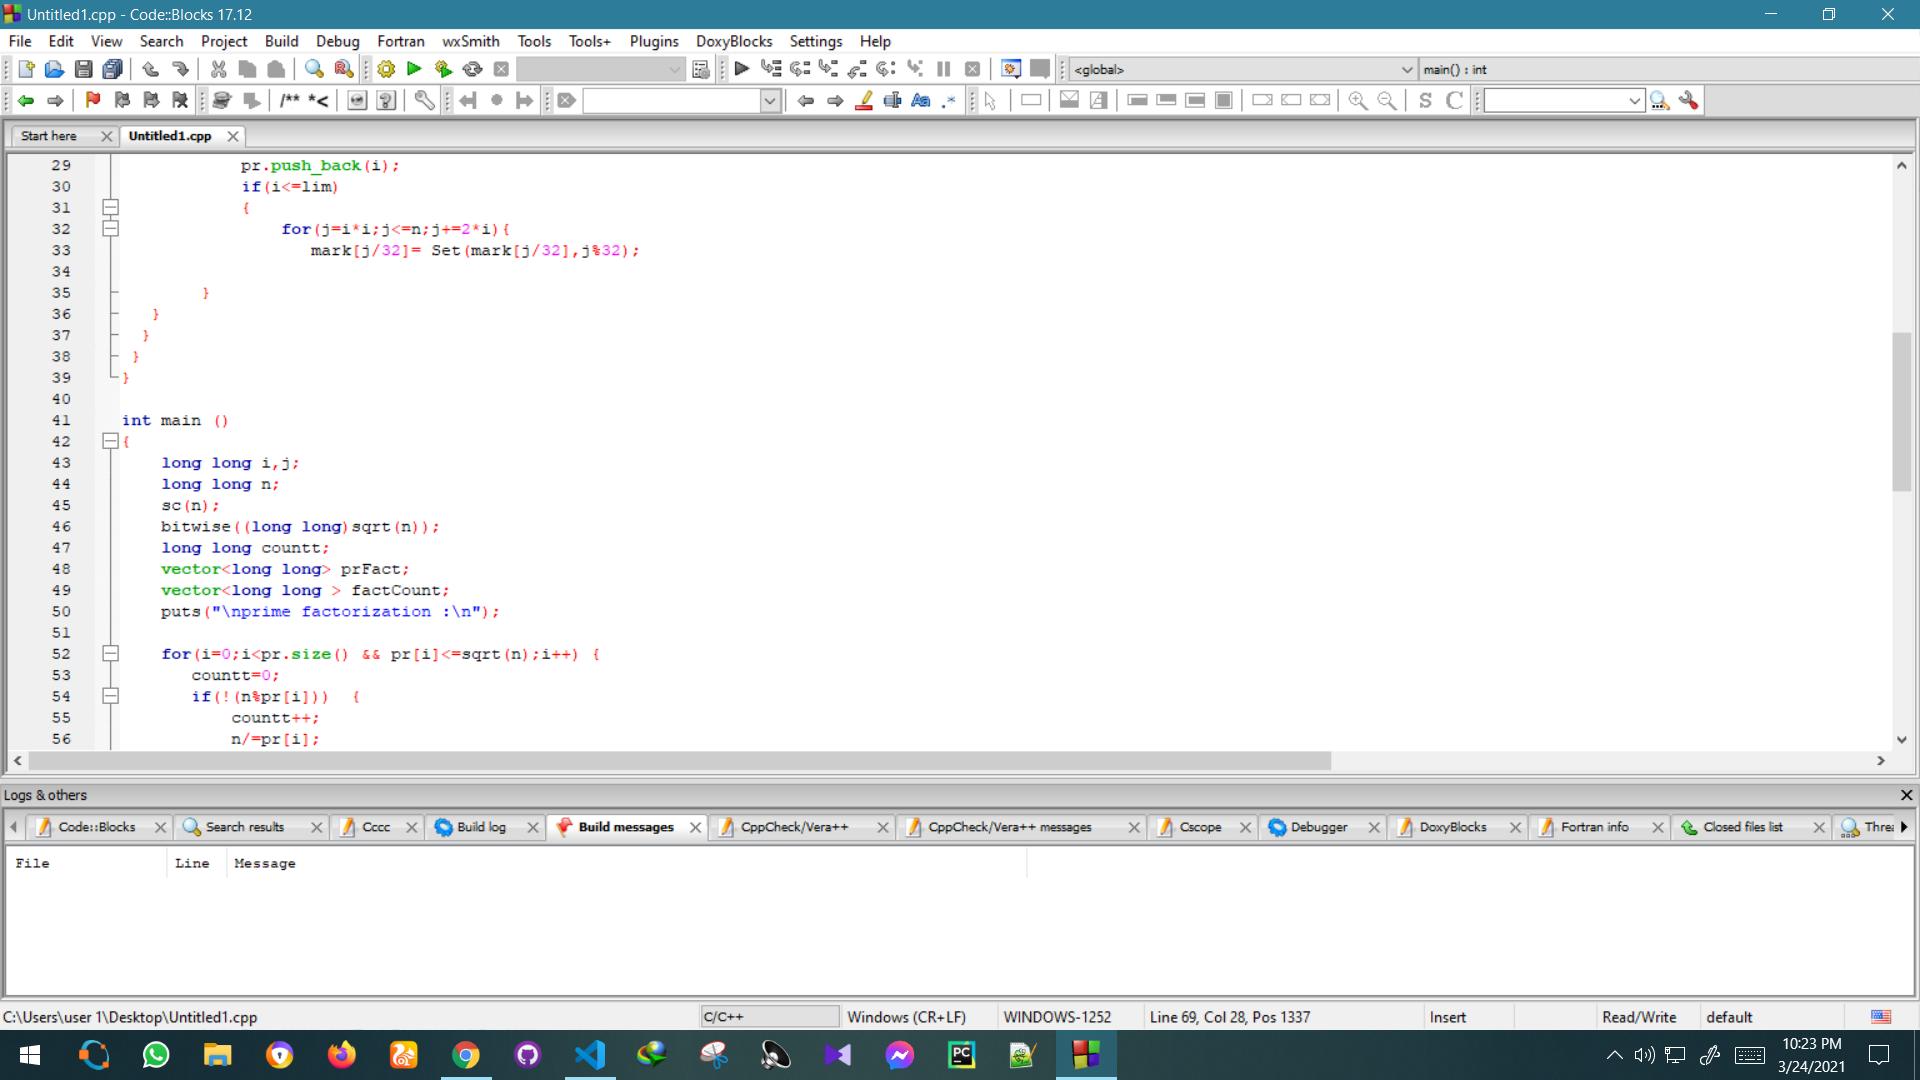 Untitled1.cpp - Code::Blocks 17.12
File Edit View Search Project Build Debug Fortran wxSmith Tools Tools+ Plugins DoxyBlocks Settings Help
<global> main() : int
/** *< Aa .* S C
Start here Untitled1.cpp
29 pr.push_back(i);
30 if(i<=lim)
31 {
32 for(j=i*i;j<=n;j+=2*i){
33 mark[j/32]= Set(mark[j/32],j%32);
34
35 }
36 }
37 }
38 }
39 }
40
41 int main ()
42 {
43 long long i,j;
44 long long n;
45 sc(n);
46 bitwise((long long)sqrt(n));
47 long long countt;
48 vector<long long> prFact;
49 vector<long long > factCount;
50 puts("\nprime factorization :\n");
51
52 for(i=0;i<pr.size() && pr[i]<=sqrt(n);i++) {
53 countt=0;
54 if(!(n%pr[i])) {
55 countt++;
56 n/=pr[i];
Logs & others
Code::Blocks Search results Cccc Build log Build messages CppCheck/Vera++ CppCheck/Vera++ messages Cscope Debugger DoxyBlocks Fortran info Closed files list Threa
File Line Message
C:\Users\user 1\Desktop\Untitled1.cpp C/C++ Windows (CR+LF) WINDOWS-1252 Line 69, Col 28, Pos 1337 Insert Read/Write default
PC
10:23 PM
3/24/2021